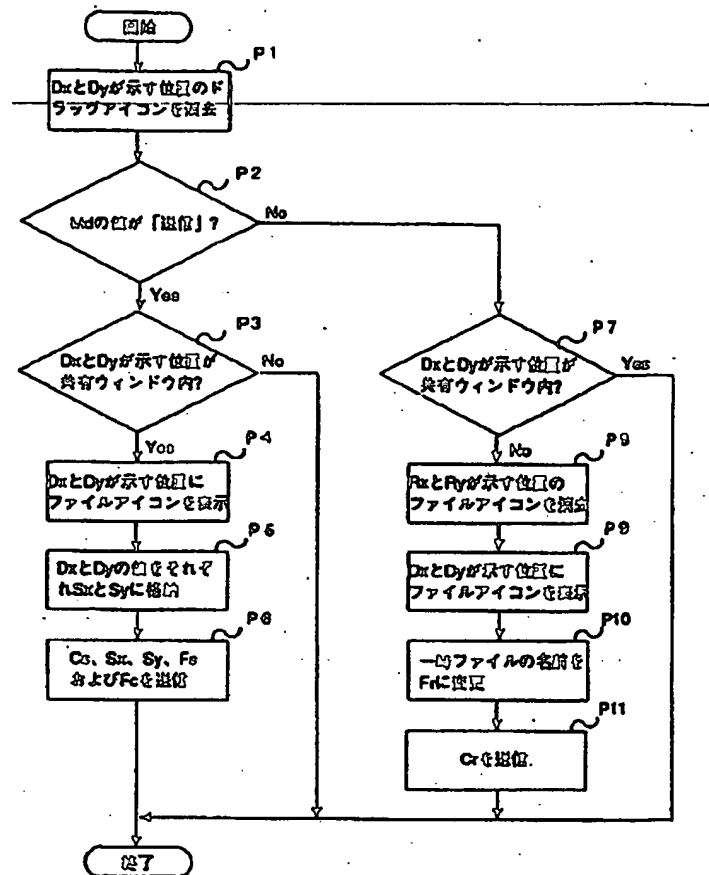 開始
P1
DxとDyが示す位置のド
ラッグアイコンを消去
P2
Mdの値が「送信」?
No
Yes
P3
DxとDyが示す位置が
共有ウィンドウ内?
No
Yes
P7
DxとDyが示す位置が
共有ウィンドウ内?
Yes
No
P4
DxとDyが示す位置に
ファイルアイコンを表示
P5
DxとDyの値をそれぞ
れSxとSyに格納
P6
Cs、Sx、Sy、Fs
およびFcを送信
P9
RxとRyが示す位置の
ファイルアイコンを消去
P9
DxとDyが示す位置に
ファイルアイコンを表示
P10
一時ファイルの名前を
Frに変更
P11
Crを送信.
終了